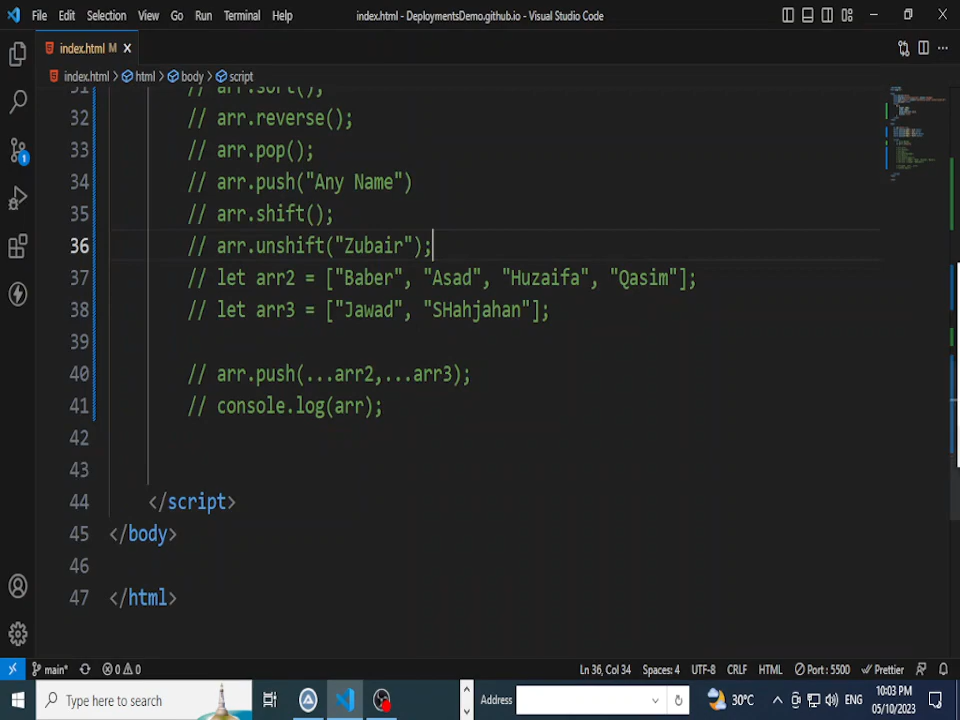 File Edit Selection View Go Run Terminal Help
index.html - DeploymentsDemo.github.io - Visual Studio Code
index.html M
index.html > html > body > script
31 // arr.sort();
32 // arr.reverse();
33 // arr.pop();
34 // arr.push("Any Name")
35 // arr.shift();
36 // arr.unshift("Zubair");
37 // let arr2 = ["Baber", "Asad", "Huzaifa", "Qasim"];
38 // let arr3 = ["Jawad", "SHahjahan"];
39
40 // arr.push(...arr2,...arr3);
41 // console.log(arr);
42
43
44 </script>
45 </body>
46
47 </html>
1
main* 0 0 Ln 36, Col 34 Spaces: 4 UTF-8 CRLF HTML Port : 5500 Prettier
Type here to search Address 30°C ENG 10:03 PM
05/10/2023